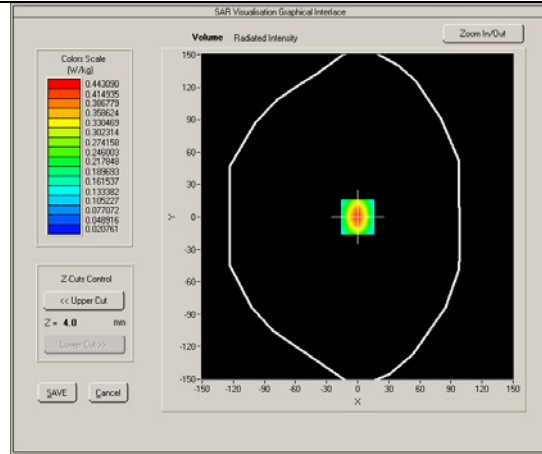 SAR Visualisation Graphical Interface
Volume Radiated Intensity
Zoom In/Out
Colors Scale
(W/kg)
0.443090
0.414935
0.386779
0.358624
0.330469
0.302314
0.274158
0.246003
0.217848
0.189693
0.161537
0.133382
0.105227
0.077072
0.048916
0.020761
Z-Cuts Control
<< Upper Cut
Z = 4.0 mm
Lower Cut >>
SAVE Cancel
150-
120-
90-
60-
30-
0-
-30-
-60-
-90-
-120-
-150-
Y
-150 -120 -90 -60 -30 0 30 60 90 120 150
X